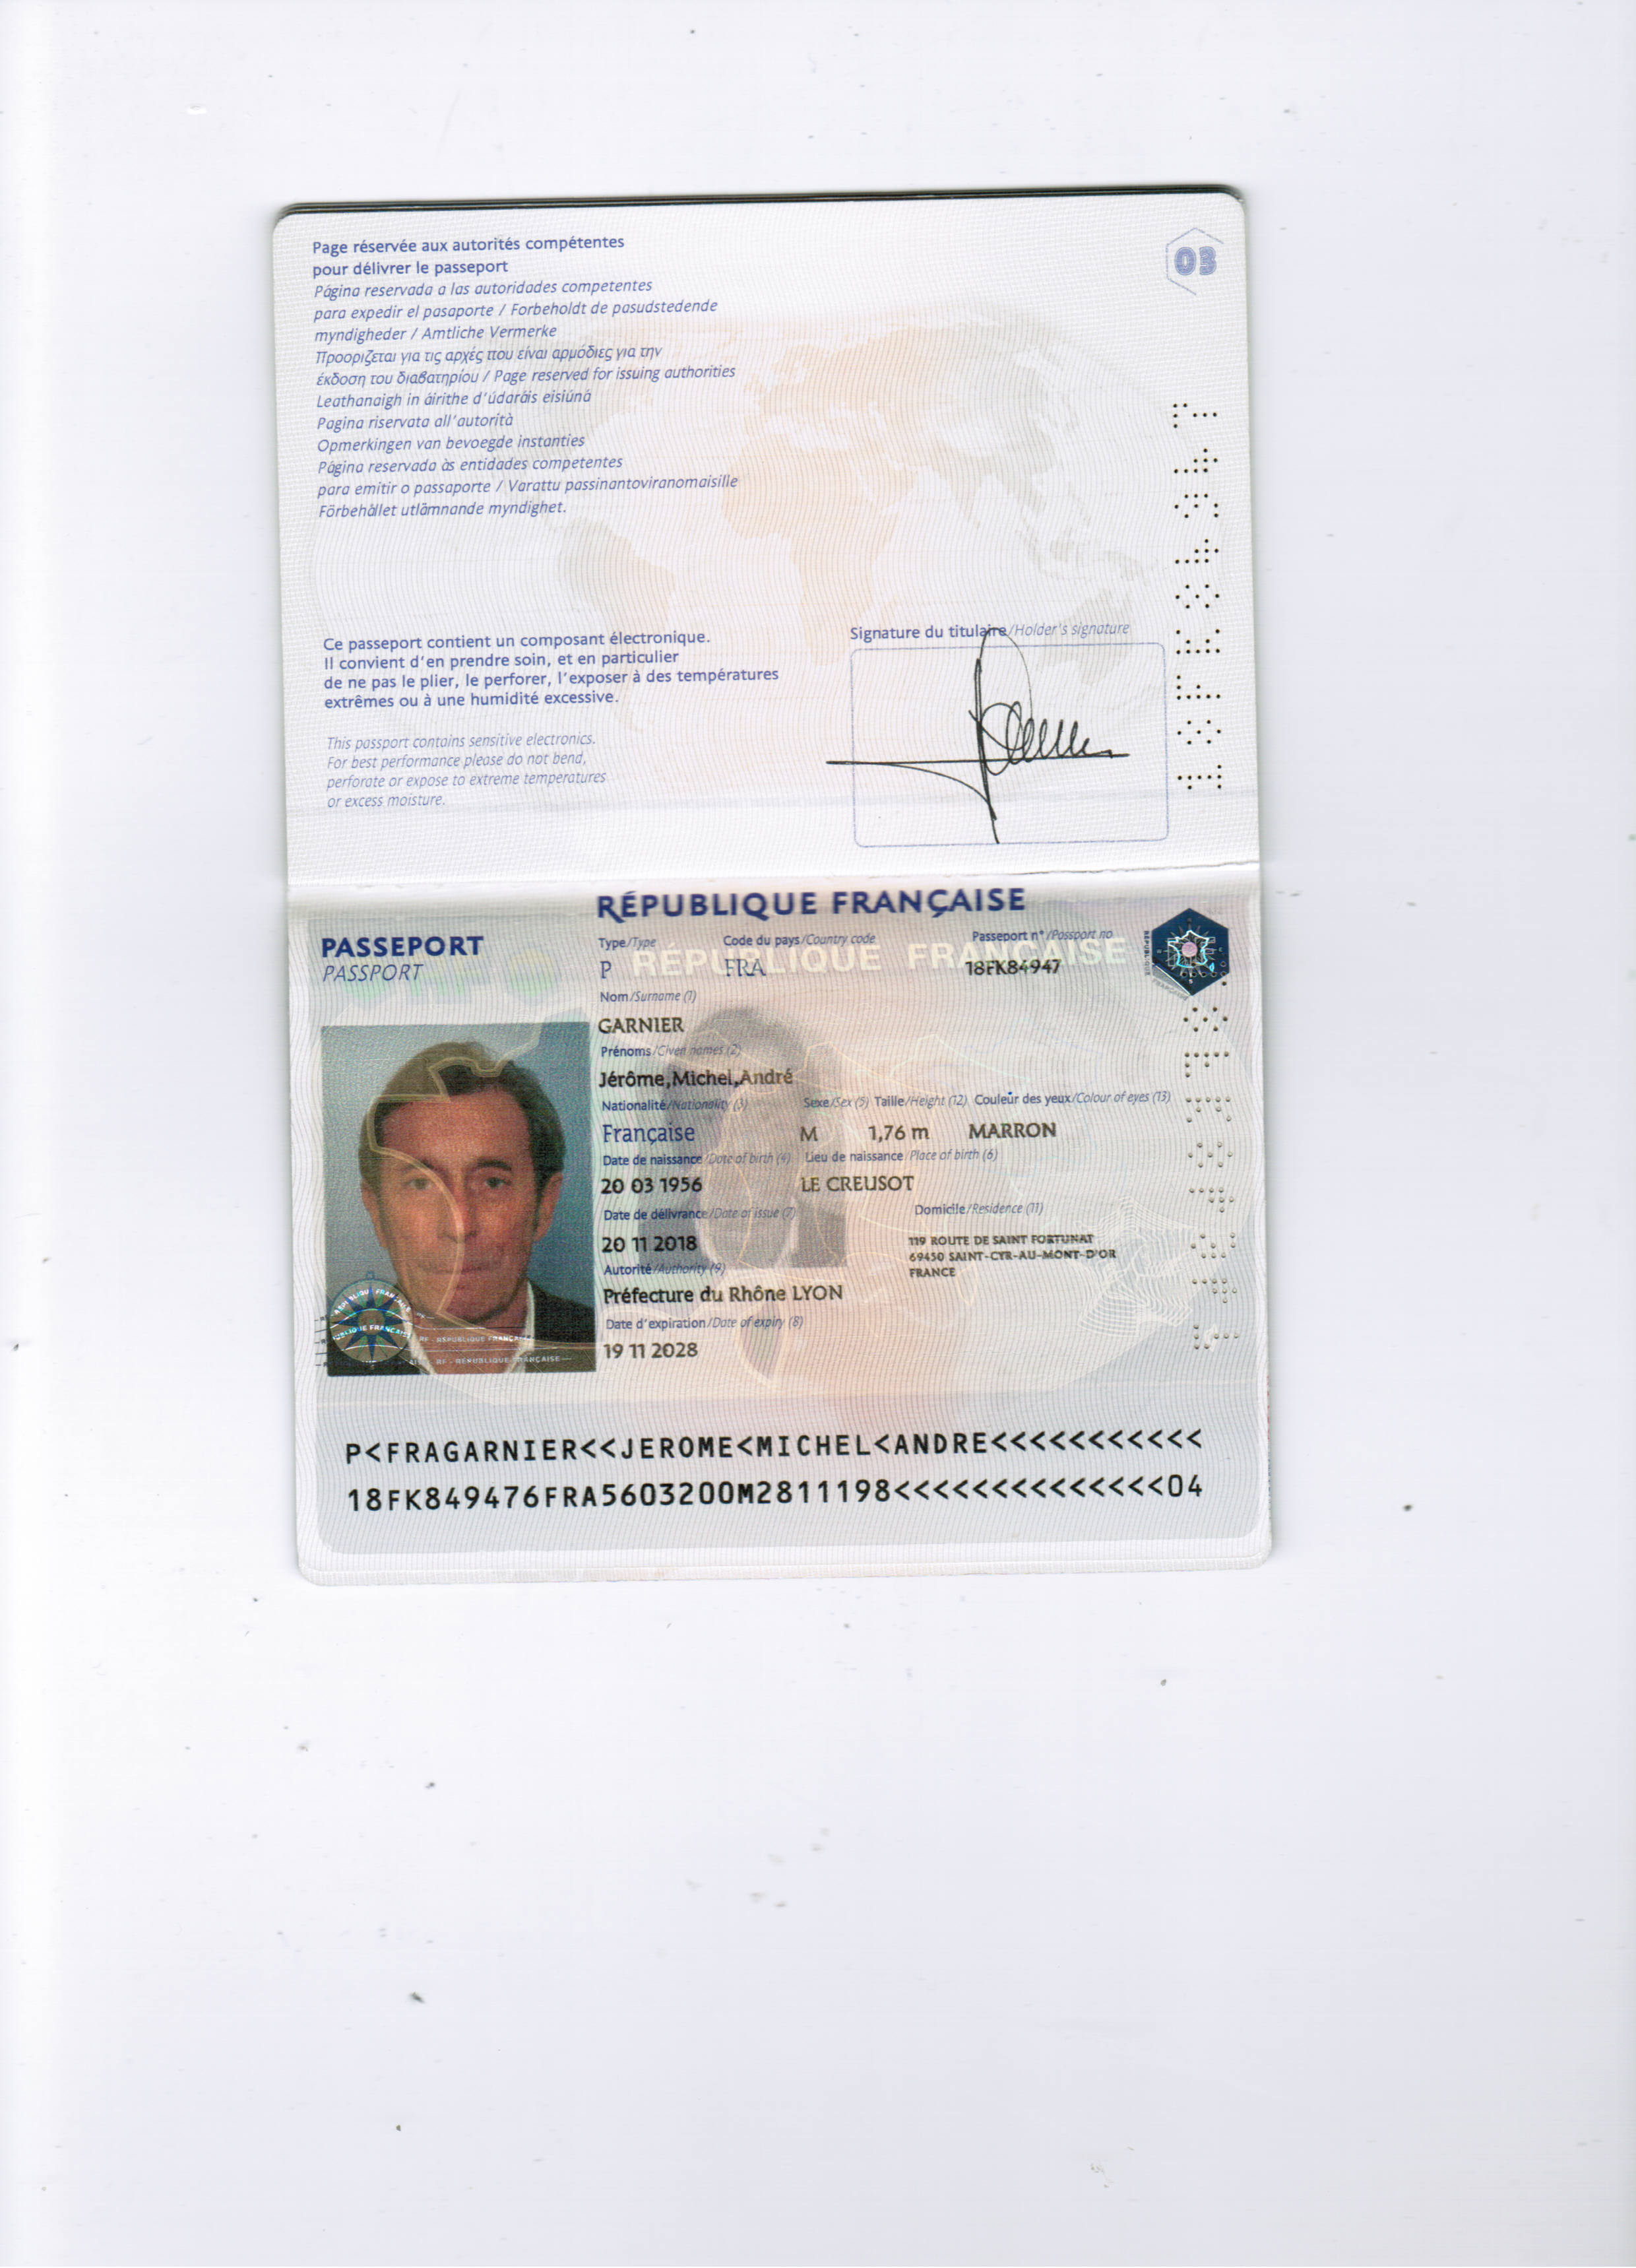 Page réservée aux autorités compétentes
pour délivrer le passeport
Página reservada a las autoridades competentes
para expedir el pasaporte / Forbeholdt de pasudstedende
myndigheder / Amtliche Vermerke
Προορίζεται για τις αρχές που είναι αρμόδιες για την
έκδοση του διαβατηρίου / Page reserved for issuing authorities
Leathanaigh in áirithe d'údaráis eisiúná
Pagina riservata all'autorità
Opmerkingen van bevoegde instanties
Página reservada às entidades competentes
para emitir o passaporte / Varattu passinantoviranomaisille
Förbehållet utlämnande myndighet.
03
Ce passeport contient un composant électronique.
Il convient d'en prendre soin, et en particulier
de ne pas le plier, le perforer, l'exposer à des températures
extrêmes ou à une humidité excessive.
This passport contains sensitive electronics.
For best performance please do not bend,
perforate or expose to extreme temperatures
or excess moisture.
Signature du titulaire/Holder's signature
18FK84947
RÉPUBLIQUE FRANÇAISE
PASSEPORT
PASSPORT
Type/Type Code du pays/Country code Passeport n°/Passport no
RÉPUBLIQUE FRANÇAISE
P FRA 18FK84947
Nom/Surname (1)
GARNIER
Prénoms/Given names (2)
Jérôme,Michel,André
Nationalité/Nationality (3) Sexe/Sex (5) Taille/Height (12) Couleur des yeux/Colour of eyes (13)
Française M 1,76 m MARRON
Date de naissance/Date of birth (4) Lieu de naissance/Place of birth (6)
20 03 1956 LE CREUSOT
Date de délivrance/Date of issue (7) Domicile/Residence (11)
20 11 2018
119 ROUTE DE SAINT FORTUNAT
69450 SAINT-CYR-AU-MONT-D'OR
FRANCE
Autorité/Authority (9)
Préfecture du Rhône LYON
Date d'expiration/Date of expiry (8)
19 11 2028
P<FRAGARNIER<<JEROME<MICHEL<ANDRE<<<<<<<<<<<
18FK849476FRA5603200M2811198<<<<<<<<<<<<<<04